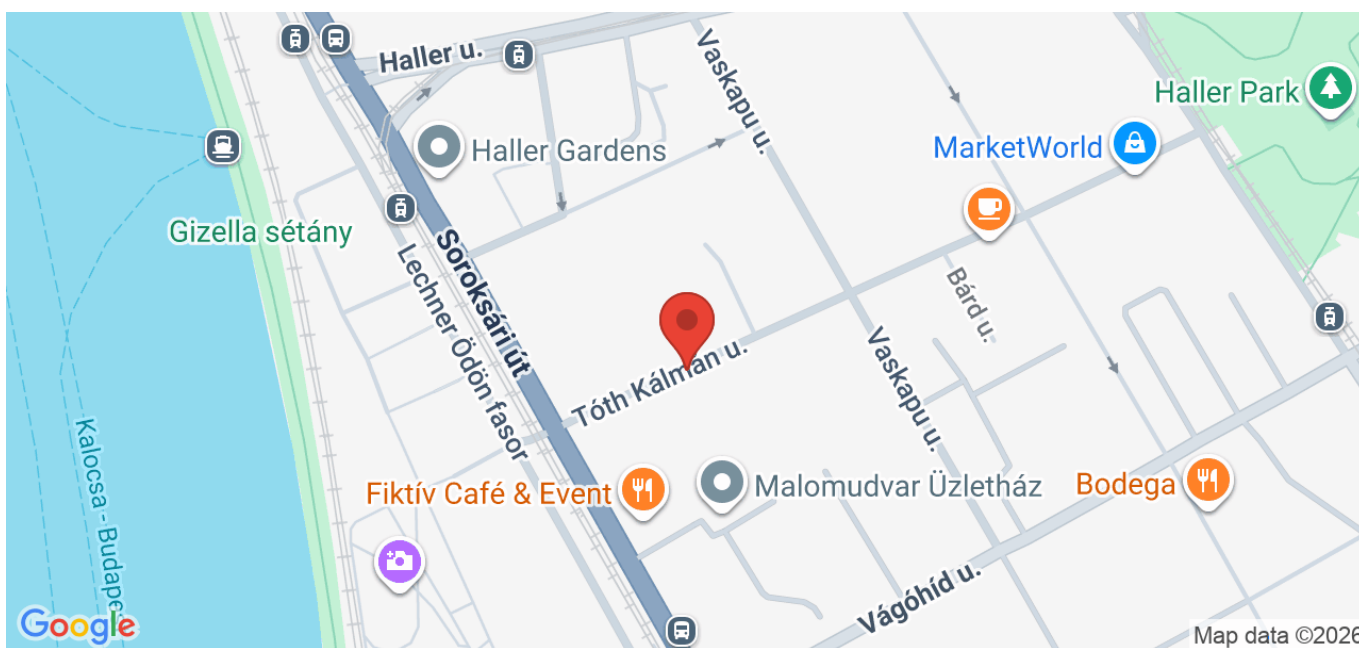 Haller u.
Vaskapu u.
Haller Park
MarketWorld
Haller Gardens
Gizella sétány
Soroksári út
Lechner Ödön fasor
Bárd u.
Tóth Kálmán u.
Vaskapu u.
Kalocsa - Budape
Fiktív Café & Event
Malomudvar Üzletház
Bodega
Vágóhíd u.
Google
Map data ©2026